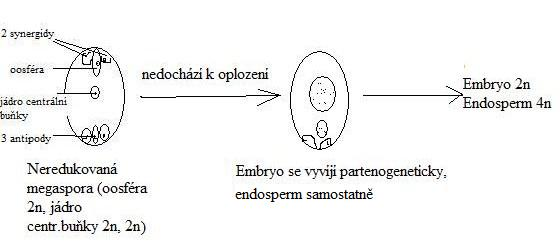 2 synergidy
oosféra
jádro centrální
buňky
3 antipody
nedochází k oplození
Embryo 2n
Endosperm 4n
Neredukovaná
megaspora (oosféra
2n, jádro
centr.buňky 2n, 2n)
Embryo se vyvíjí partenogeneticky,
endosperm samostatně